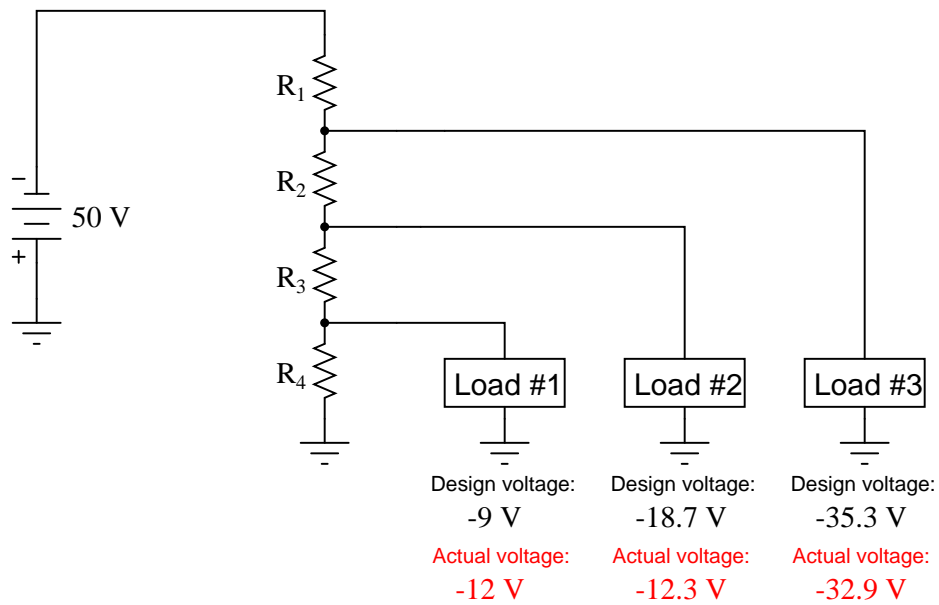 R1
R2
−
50 V
+
R3
R4
Load #1 Load #2 Load #3
Design voltage: Design voltage: Design voltage:
-9 V -18.7 V -35.3 V
Actual voltage: Actual voltage: Actual voltage:
-12 V -12.3 V -32.9 V